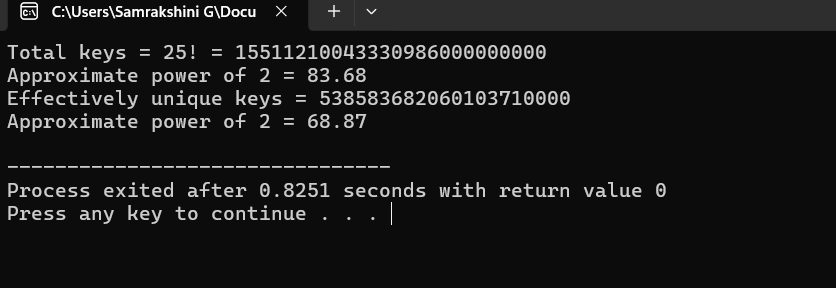 C:\Users\Samrakshini G\Docu
Total keys = 25! = 15511210043330986000000000
Approximate power of 2 = 83.68
Effectively unique keys = 538583682060103710000
Approximate power of 2 = 68.87
--------------------------------
Process exited after 0.8251 seconds with return value 0
Press any key to continue . . .